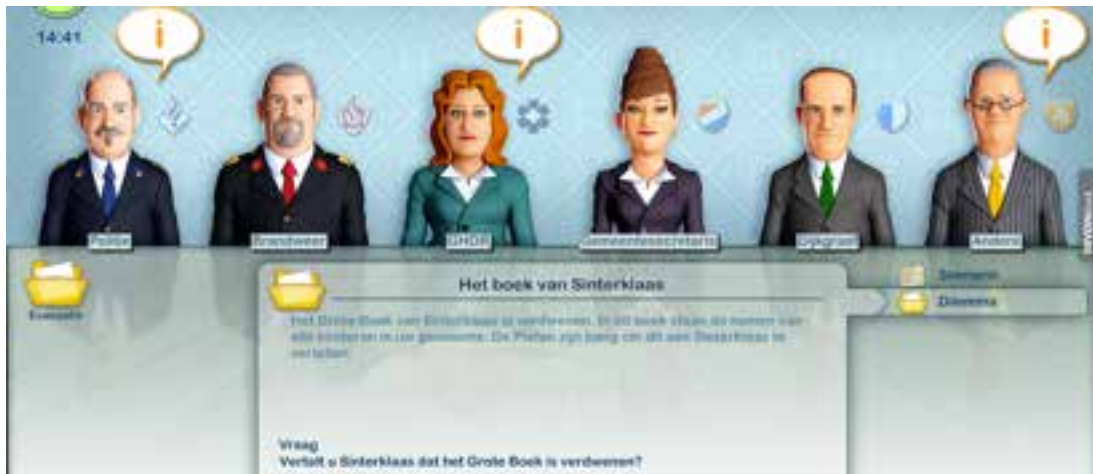 14:41
i
i
i
Politie
Brandweer
GHOR
Gemeentesecretaris
Dijkgraaf
Andere
Evaluatie
Scenario
Dilemma
Het boek van Sinterklaas
Het Grote Boek van Sinterklaas is verdwenen. In dit boek staan de namen van
alle kinderen in uw gemeente. De Pieten zijn bang om dit aan Sinterklaas te
vertellen.
Vraag
Vertelt u Sinterklaas dat het Grote Boek is verdwenen?